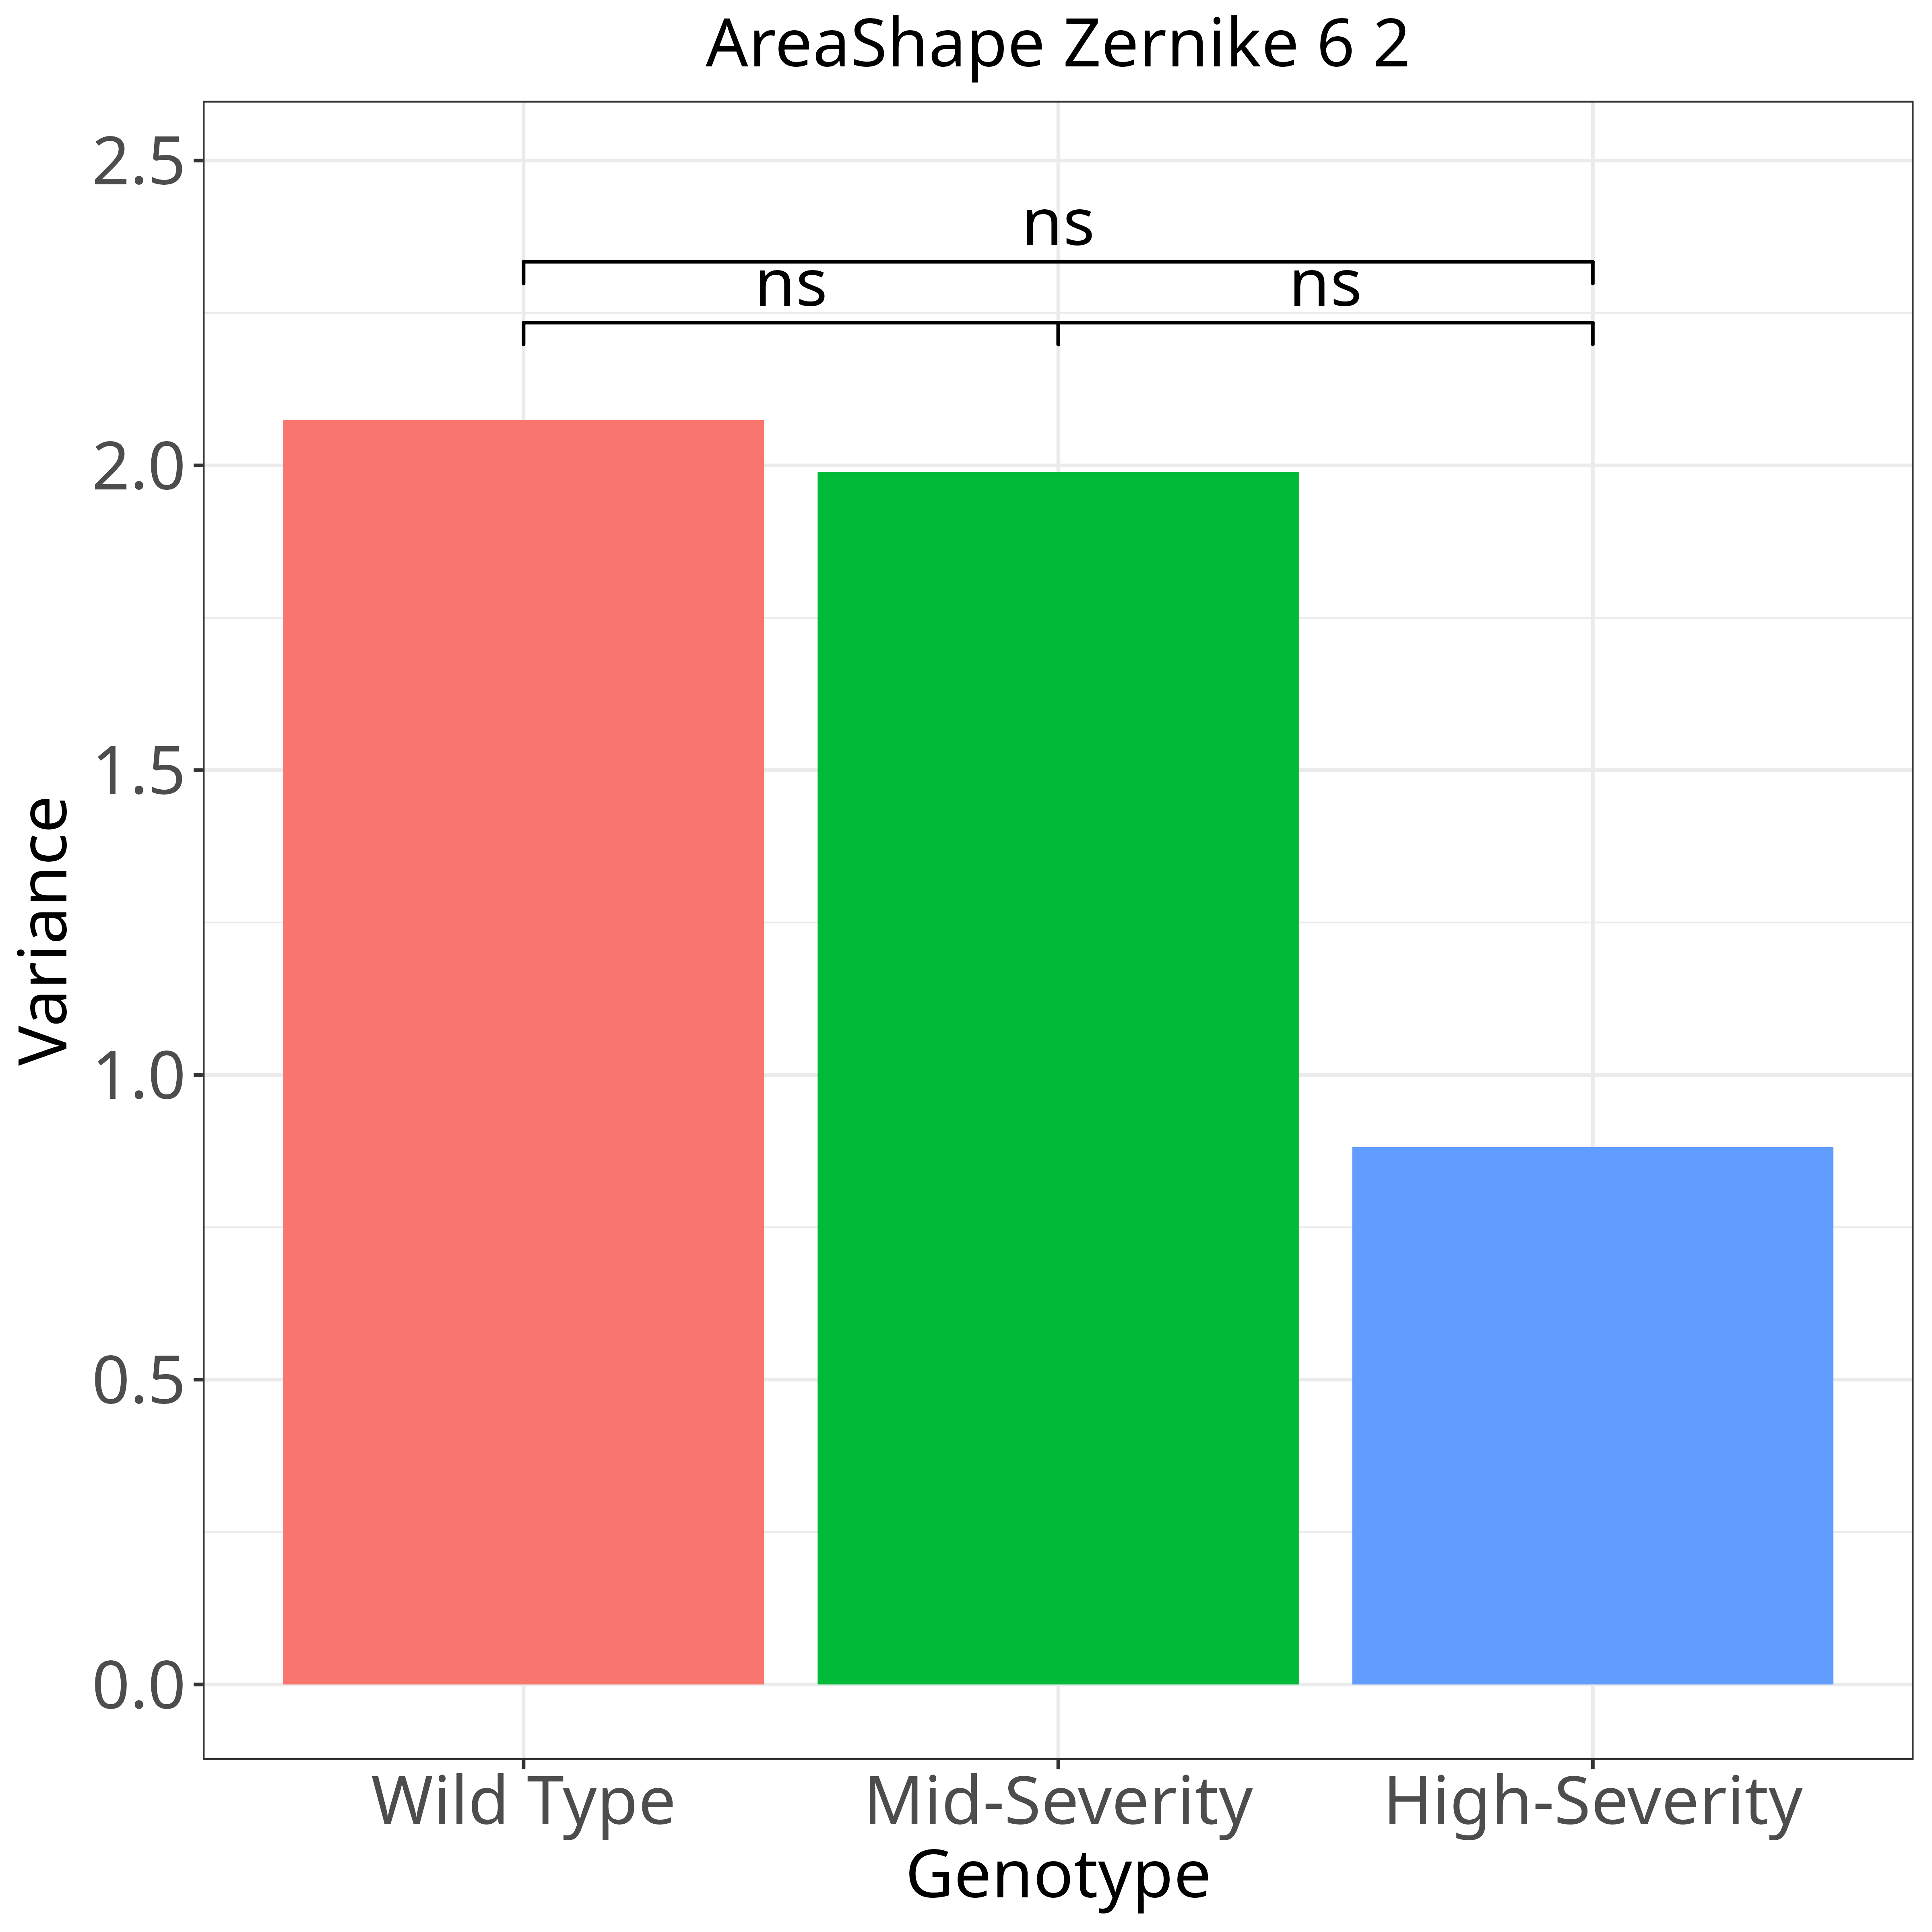 AreaShape Zernike 6 2
2.5
2.0
1.5
1.0
0.5
0.0
Variance
ns
ns ns
Wild Type Mid-Severity High-Severity
Genotype